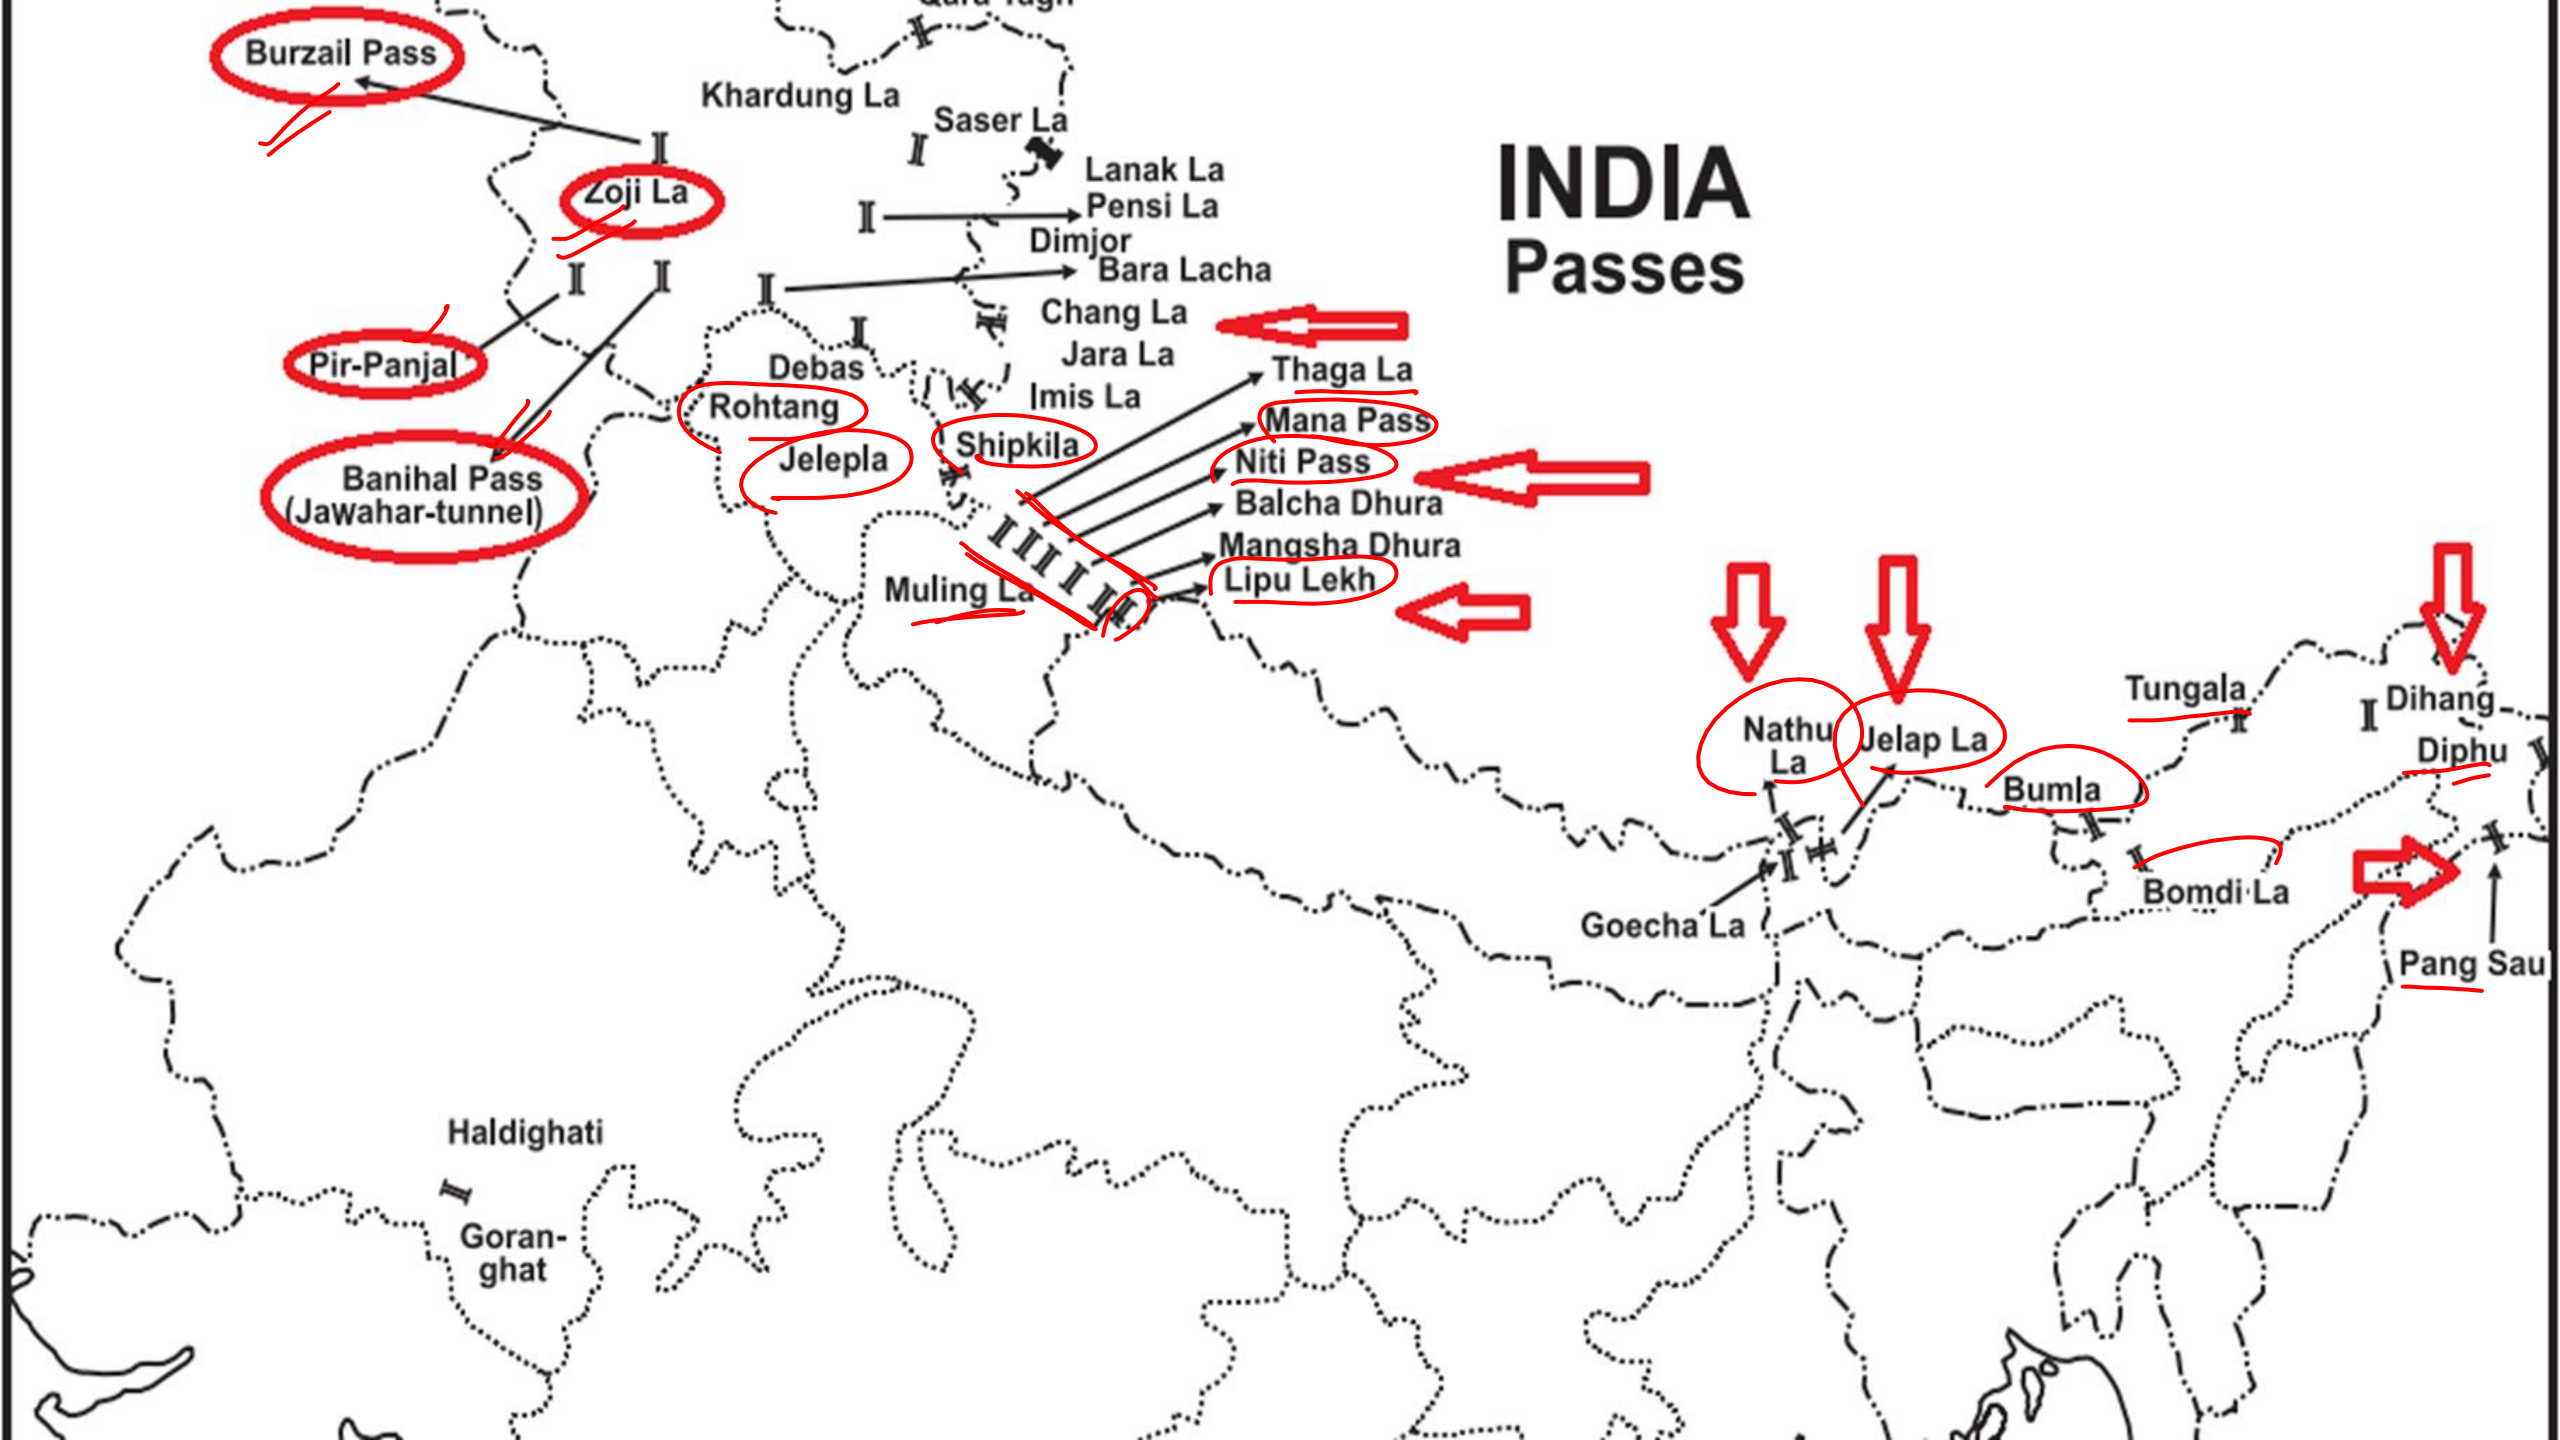 Burzail Pass
Khardung La
Saser La
INDIA
Passes
Zoji La
Lanak La
Pensi La
Dimjor
Bara Lacha
Chang La
Pir-Panjal
Debas
Jara La
Thaga La
Rohtang
Imis La
Mana Pass
Shipkila
Jelepla
Niti Pass
Banihal Pass
(Jawahar-tunnel)
Balcha Dhura
Mangsha Dhura
Muling La
Lipu Lekh
Tungala
Dihang
Nathu
La
Jelap La
Diphu
Bumla
Bomdi La
Goecha La
Pang Sau
Haldighati
Goran-
ghat